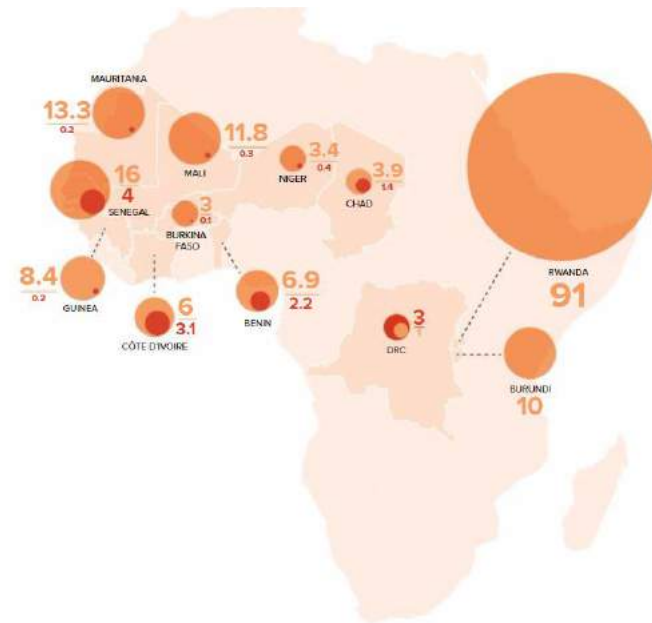 MAURITANIA
13.3
0.2
11.8
0.3
MALI
3.4
0.4
NIGER
3.9
1.4
CHAD
16
4
SENEGAL
3
0.1
BURKINA
FASO
8.4
0.2
GUINEA
6
3.1
CÔTE D'IVOIRE
6.9
2.2
BENIN
3
1
DRC
RWANDA
91
BURUNDI
10